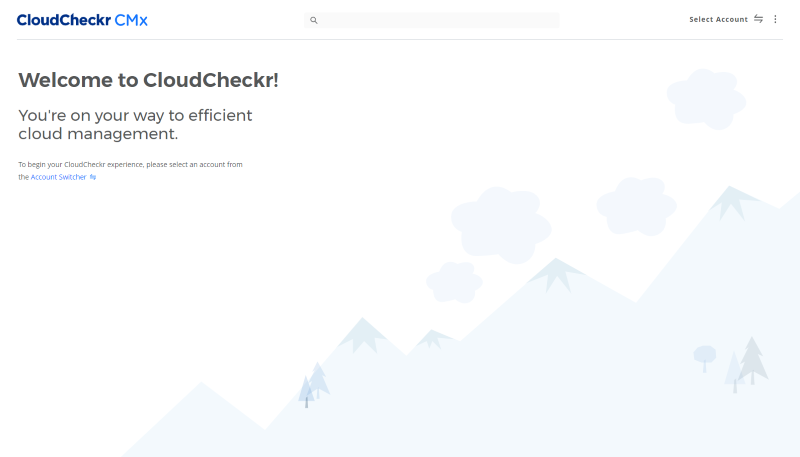 CloudCheckr CMx
Select Account
Welcome to CloudCheckr!
You're on your way to efficient
cloud management.
To begin your CloudCheckr experience, please select an account from
the Account Switcher